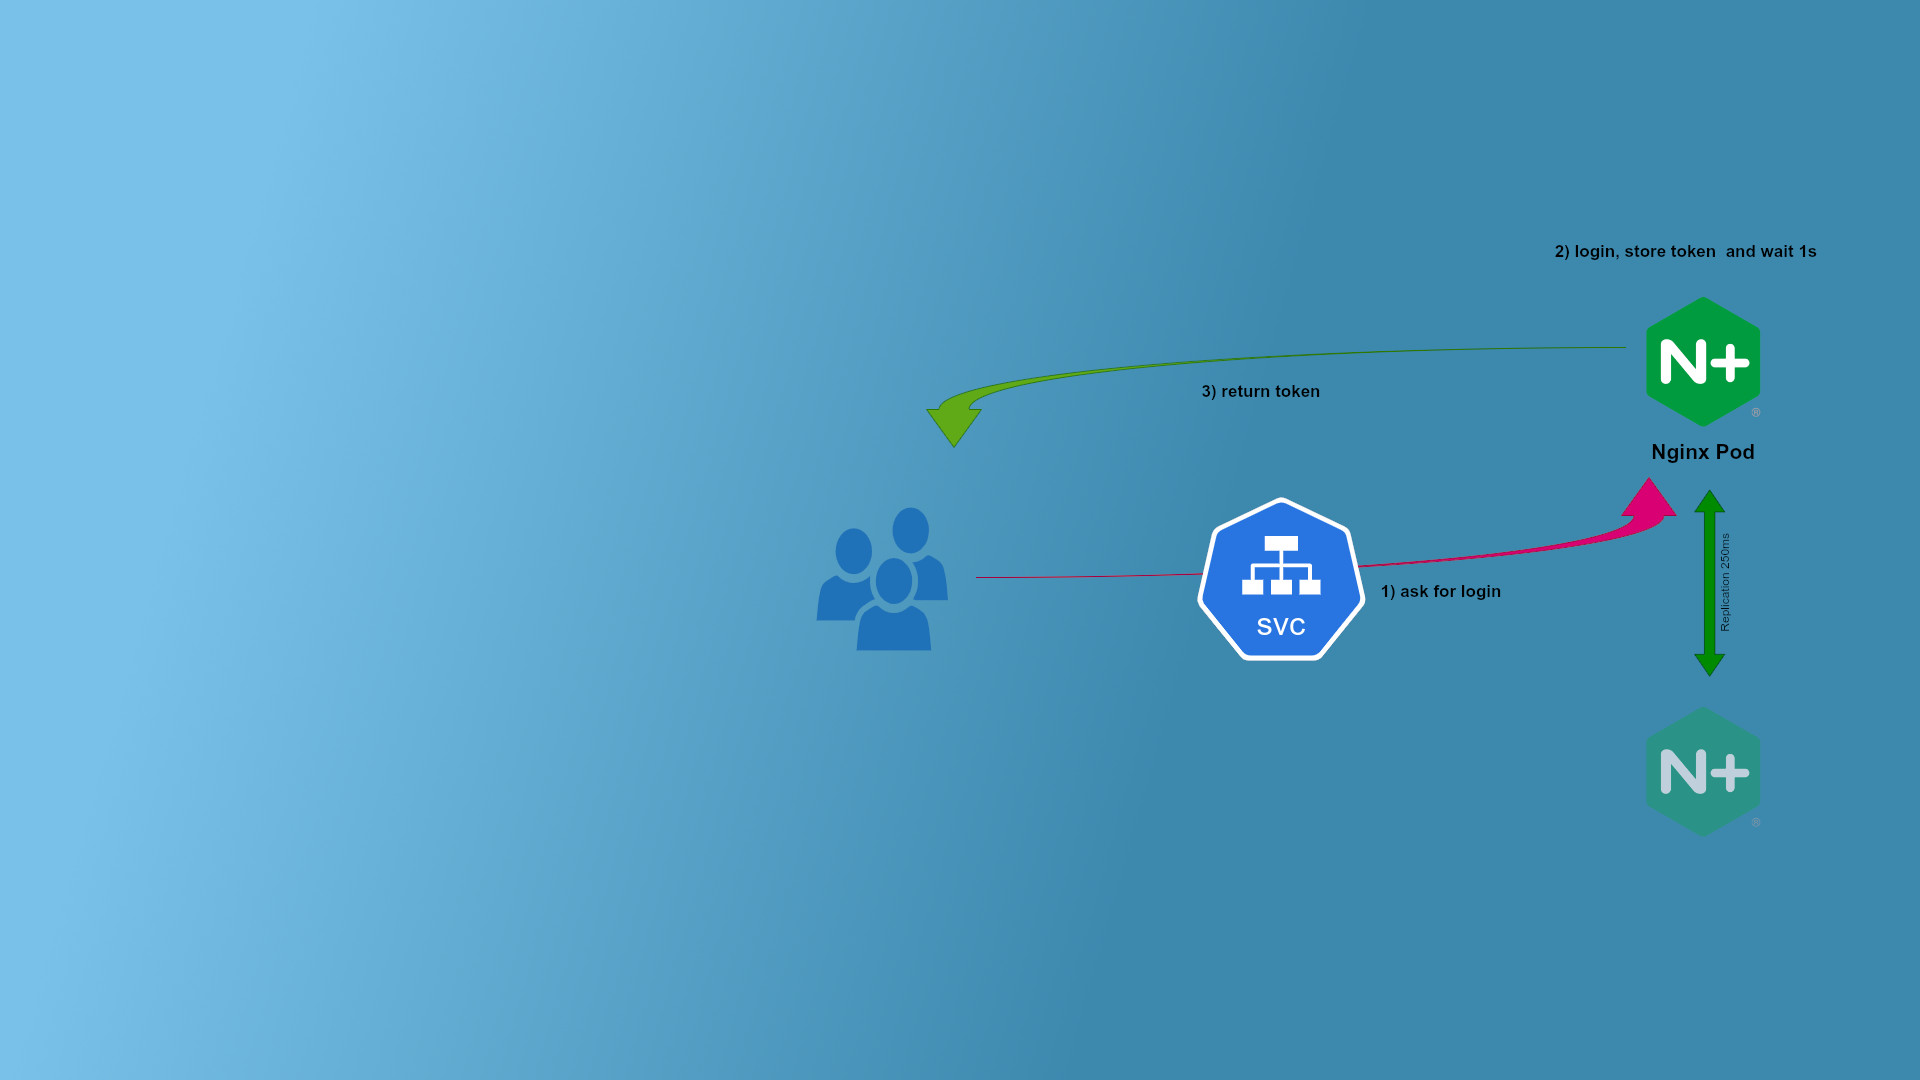 2) login, store token  and wait 1s
N+
®
3) return token
Nginx Pod
1) ask for login
SVC
Replication 250ms
N+
®